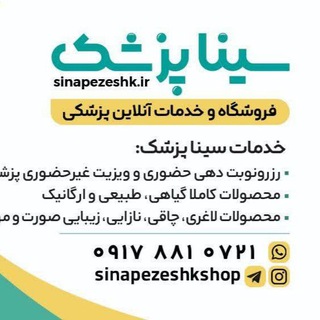 سینا پزشک
sinapezeshk.ir
فروشگاه و خدمات آنلاین پزشکی
خدمات سینا پزشک:
▪ رزرونوبت دهی حضوری و ویزیت غیرحضوری
▪ محصولات کاملا گیاهی، طبیعی و ارگانیک
▪ محصولات لاغری، چاقی، نازایی، زیبایی صورت و
۰۹۱۷ ۸۸۱ ۰۷۲۱
sinapezeshkshop